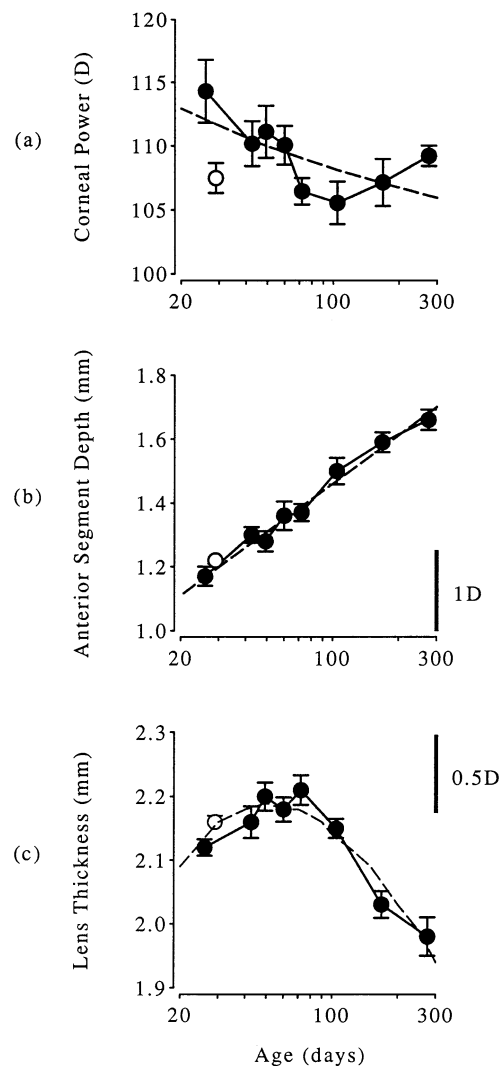 (a)
Corneal Power (D)
120
115
110
105
100
20
100
300
(b)
Anterior Segment Depth (mm)
1.8
1.6
1.4
1.2
1.0
1D
20
100
300
(c)
Lens Thickness (mm)
2.3
2.2
2.1
2.0
1.9
0.5D
20
100
300
Age (days)